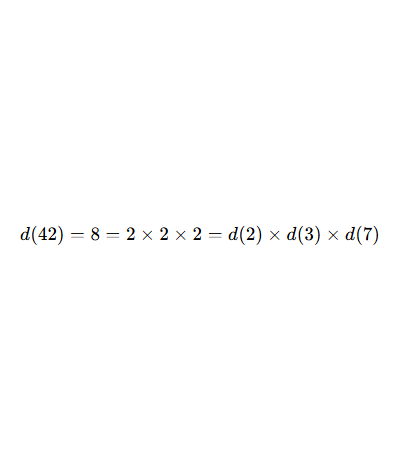 d(42) = 8 = 2 × 2 × 2 = d(2) × d(3) × d(7)